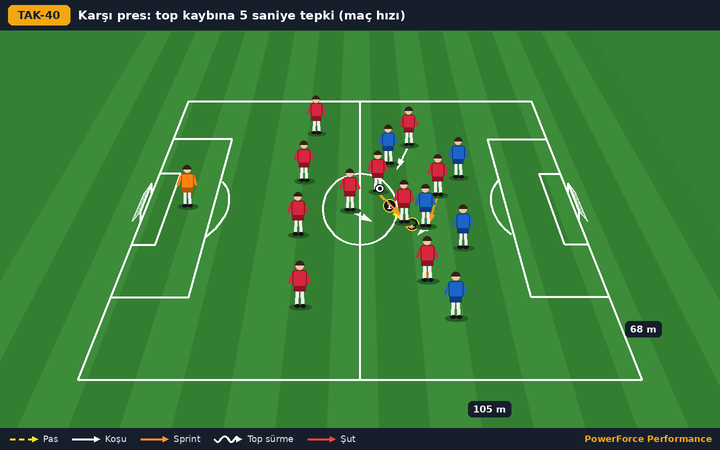 TAK-40 Karşı pres: top kaybına 5 saniye tepki (maç hızı)
1
68 m
105 m
Pas Koşu Sprint Top sürme Şut PowerForce Performance